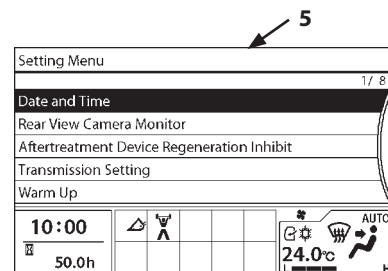 5
Setting Menu
1/ 8
Date and Time
Rear View Camera Monitor
Aftertreatment Device Regeneration Inhibit
Transmission Setting
Warm Up
10:00
AUTO
50.0h
24.0℃